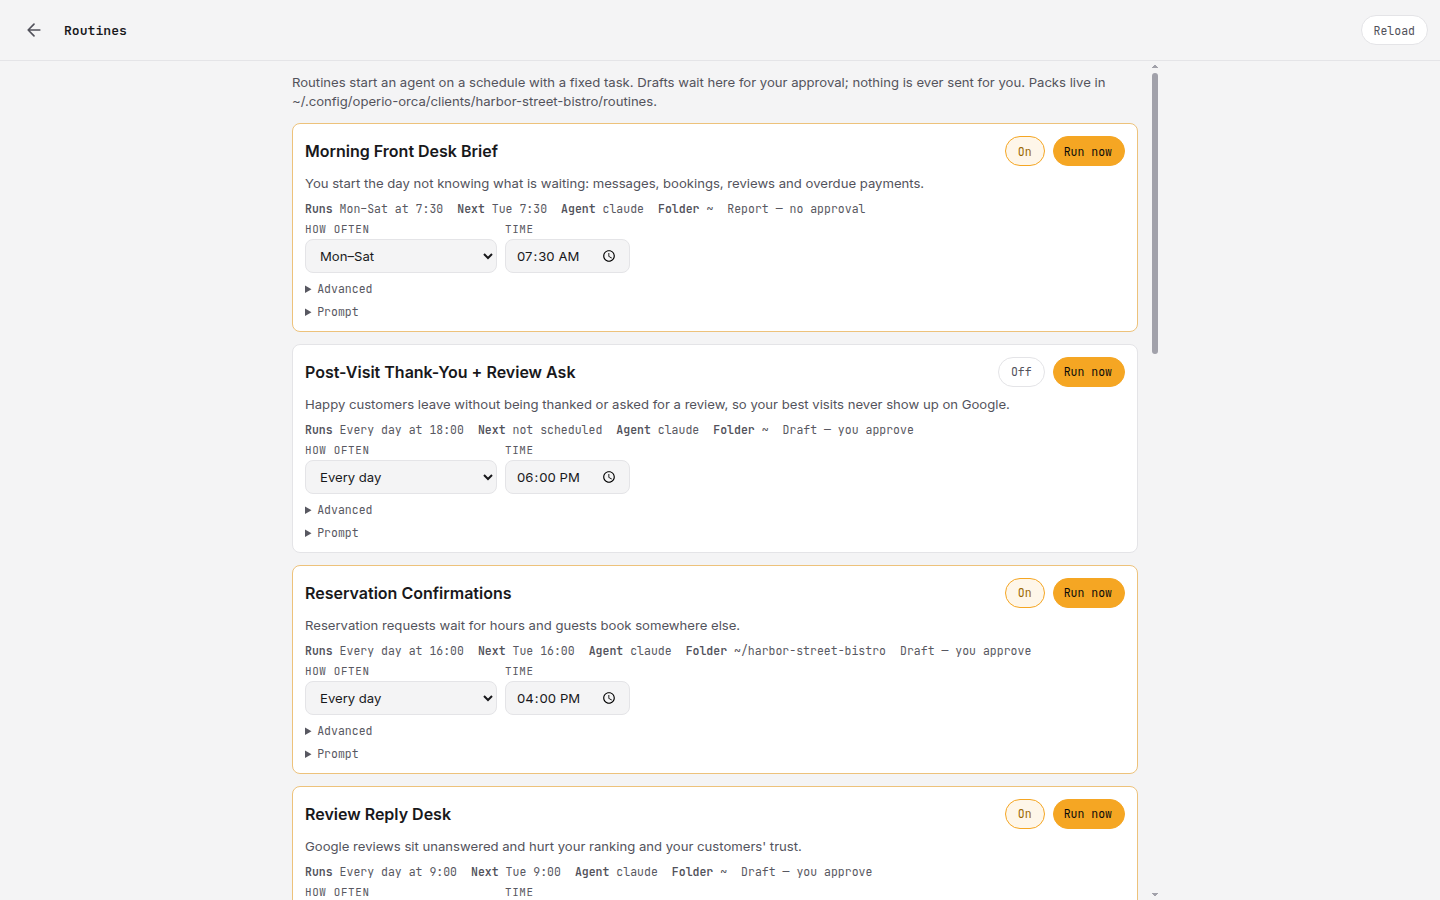 Routines
Reload
Routines start an agent on a schedule with a fixed task. Drafts wait here for your approval; nothing is ever sent for you. Packs live in
~/.config/operio-orca/clients/harbor-street-bistro/routines.
Morning Front Desk Brief
On
Run now
You start the day not knowing what is waiting: messages, bookings, reviews and overdue payments.
Runs Mon–Sat at 7:30 Next Tue 7:30 Agent claude Folder ~ Report — no approval
HOW OFTEN TIME
Mon–Sat 07:30 AM
Advanced
Prompt
Post-Visit Thank-You + Review Ask
Off
Run now
Happy customers leave without being thanked or asked for a review, so your best visits never show up on Google.
Runs Every day at 18:00 Next not scheduled Agent claude Folder ~ Draft — you approve
HOW OFTEN TIME
Every day 06:00 PM
Advanced
Prompt
Reservation Confirmations
On
Run now
Reservation requests wait for hours and guests book somewhere else.
Runs Every day at 16:00 Next Tue 16:00 Agent claude Folder ~/harbor-street-bistro Draft — you approve
HOW OFTEN TIME
Every day 04:00 PM
Advanced
Prompt
Review Reply Desk
On
Run now
Google reviews sit unanswered and hurt your ranking and your customers' trust.
Runs Every day at 9:00 Next Tue 9:00 Agent claude Folder ~ Draft — you approve
HOW OFTEN TIME